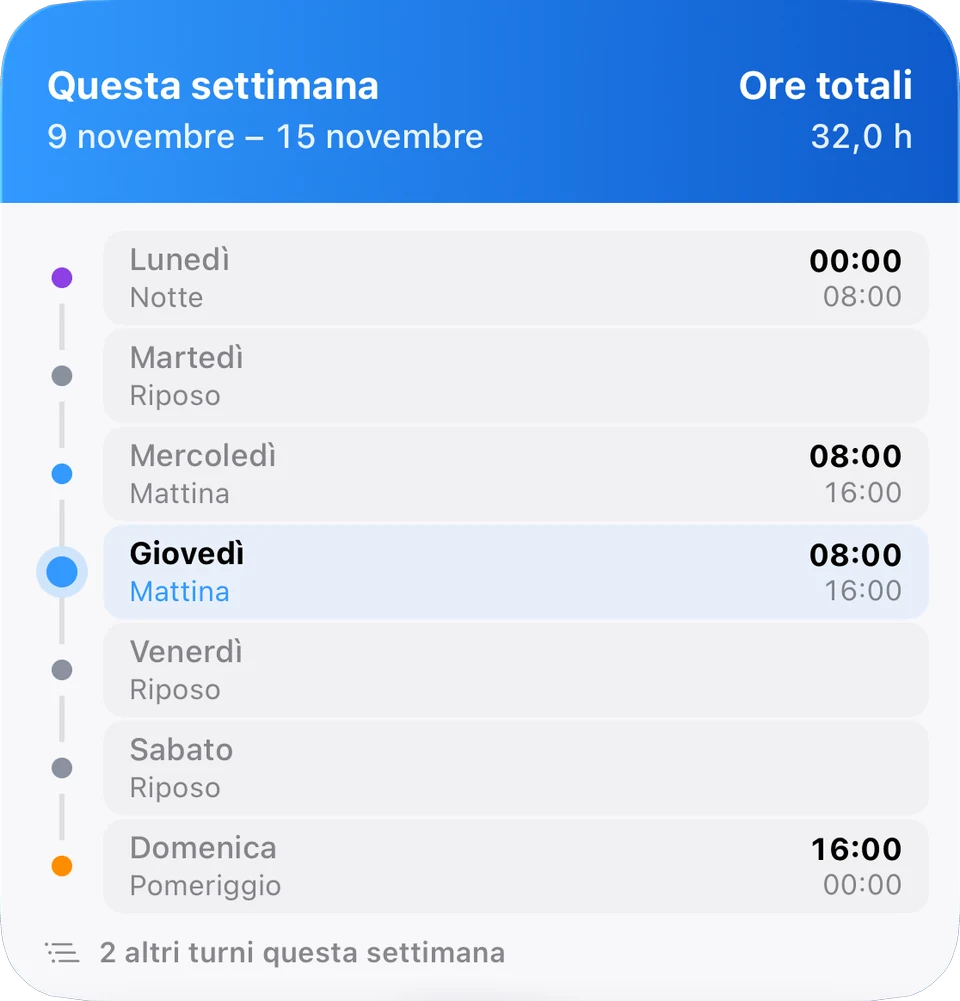 Questa settimana
Ore totali
9 novembre – 15 novembre
32,0 h
Lunedì
00:00
Notte
08:00
Martedì
Riposo
Mercoledì
08:00
Mattina
16:00
Giovedì
08:00
Mattina
16:00
Venerdì
Riposo
Sabato
Riposo
Domenica
16:00
Pomeriggio
00:00
2 altri turni questa settimana